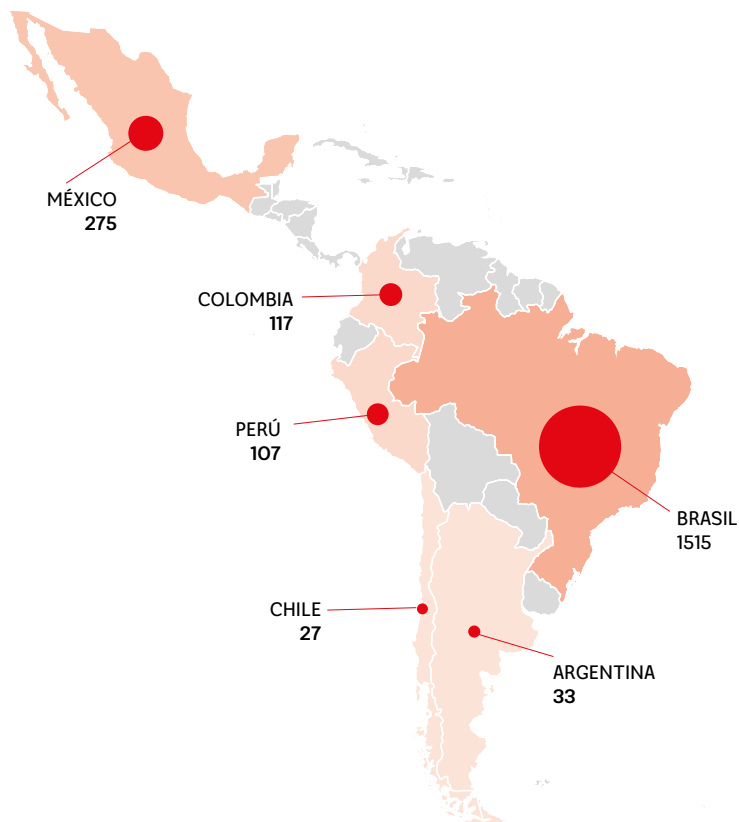 MÉXICO
275
COLOMBIA
117
PERÚ
107
BRASIL
1515
CHILE
27
ARGENTINA
33